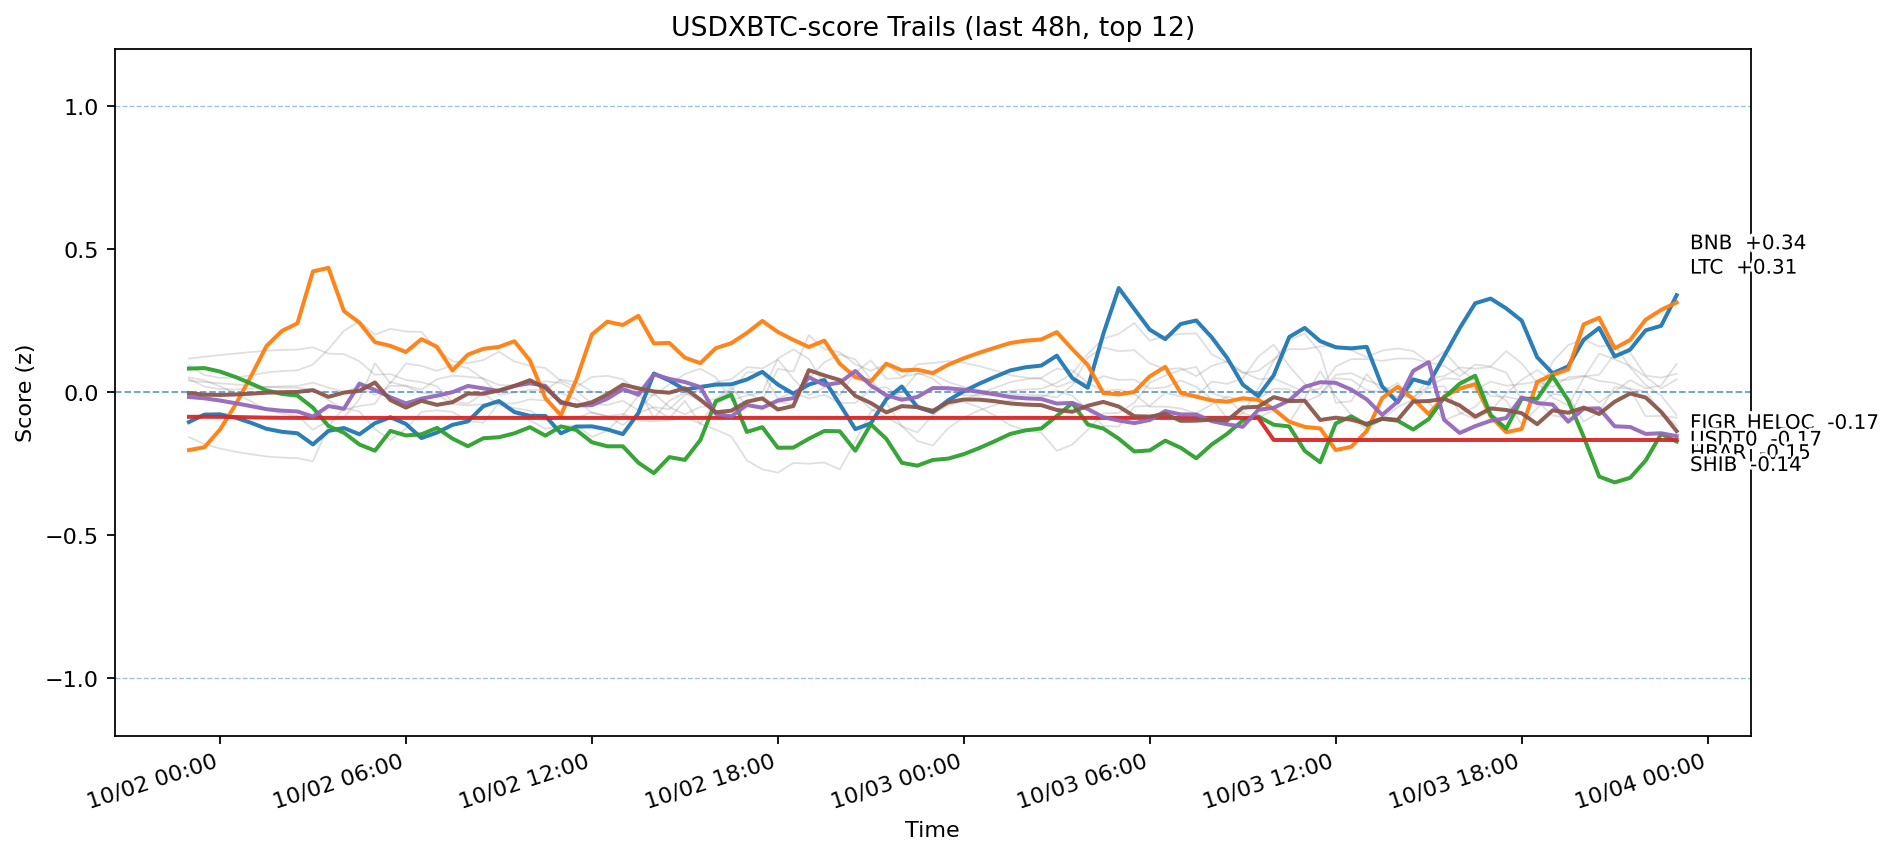 USDXBTC-score Trails (last 48h, top 12)
1.0
0.5
0.0
−0.5
−1.0
Score (z)
BNB +0.34
LTC +0.31
FIGR_HELOC -0.17
USDT0 -0.17
HBAR -0.15
SHIB -0.14
10/02 00:00
10/02 06:00
10/02 12:00
10/02 18:00
10/03 00:00
10/03 06:00
10/03 12:00
10/03 18:00
10/04 00:00
Time